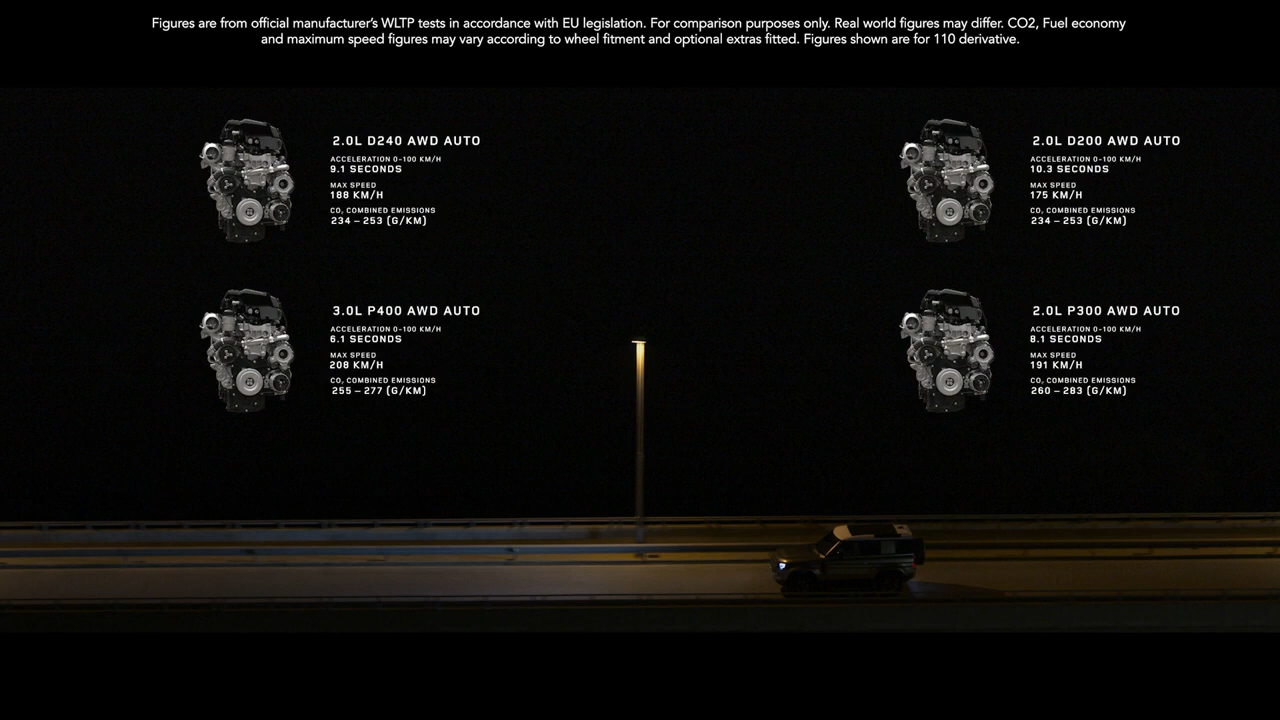 Figures are from official manufacturer’s WLTP tests in accordance with EU legislation. For comparison purposes only. Real world figures may differ. CO2, Fuel economy
and maximum speed figures may vary according to wheel fitment and optional extras fitted. Figures shown are for 110 derivative.
2.0L D240 AWD AUTO
ACCELERATION 0–100 KM/H
9.1 SECONDS
MAX SPEED
188 KM/H
CO₂ COMBINED EMISSIONS
234 – 253 (G/KM)
2.0L D200 AWD AUTO
ACCELERATION 0–100 KM/H
10.3 SECONDS
MAX SPEED
175 KM/H
CO₂ COMBINED EMISSIONS
234 – 253 (G/KM)
3.0L P400 AWD AUTO
ACCELERATION 0–100 KM/H
6.1 SECONDS
MAX SPEED
208 KM/H
CO₂ COMBINED EMISSIONS
255 – 277 (G/KM)
2.0L P300 AWD AUTO
ACCELERATION 0–100 KM/H
8.1 SECONDS
MAX SPEED
191 KM/H
CO₂ COMBINED EMISSIONS
260 – 283 (G/KM)